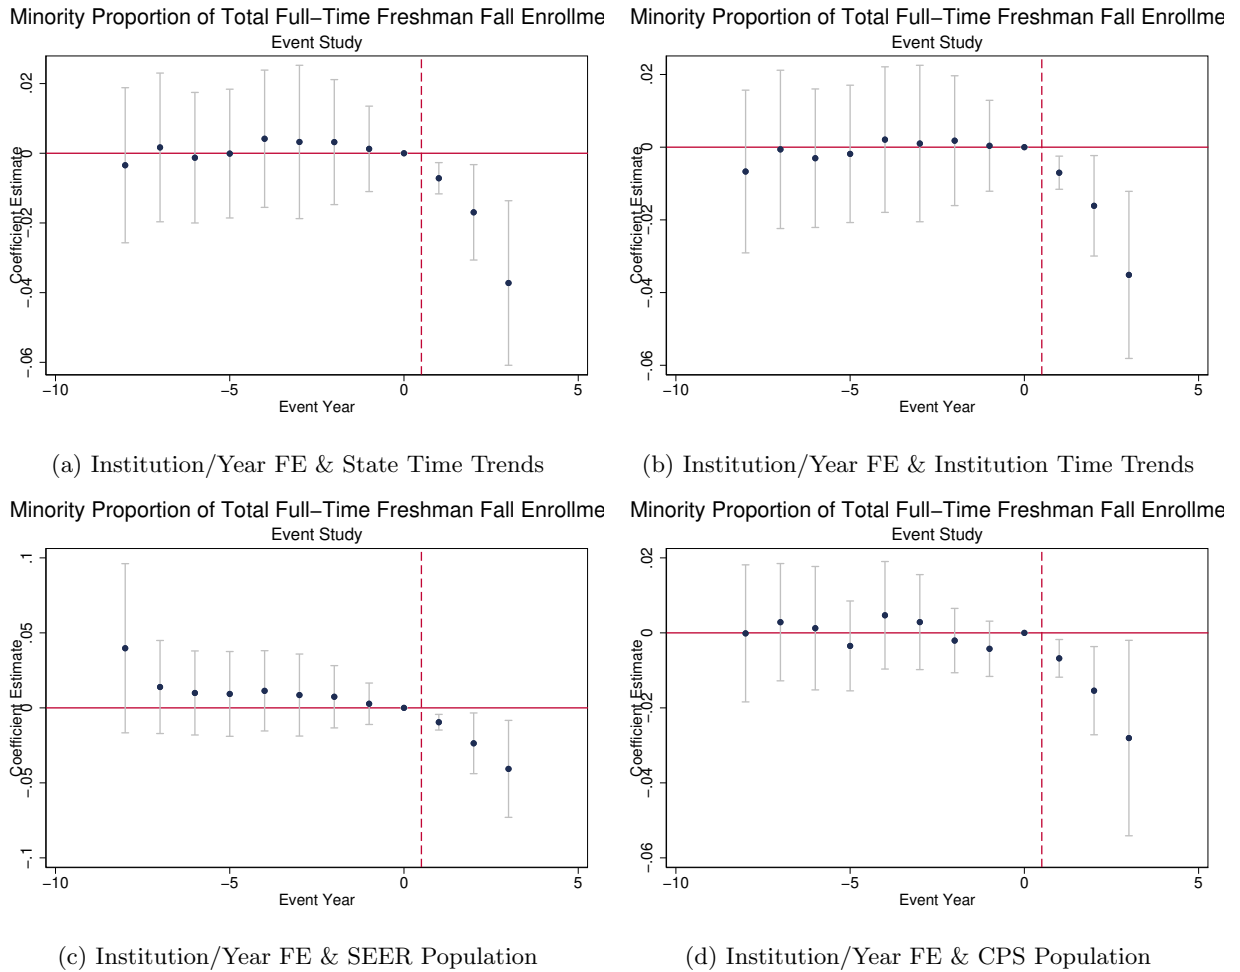 Minority Proportion of Total Full−Time Freshman Fall Enrollme
Event Study
Coefficient Estimate
.02
0
−.02
−.04
−.06
−10
−5
0
5
Event Year
(a) Institution/Year FE & State Time Trends
Minority Proportion of Total Full−Time Freshman Fall Enrollme
Event Study
Coefficient Estimate
.02
0
−.02
−.04
−.06
−10
−5
0
5
Event Year
(b) Institution/Year FE & Institution Time Trends
Minority Proportion of Total Full−Time Freshman Fall Enrollme
Event Study
Coefficient Estimate
.1
.05
0
−.05
−.1
−10
−5
0
5
Event Year
(c) Institution/Year FE & SEER Population
Minority Proportion of Total Full−Time Freshman Fall Enrollme
Event Study
Coefficient Estimate
.02
0
−.02
−.04
−.06
−10
−5
0
5
Event Year
(d) Institution/Year FE & CPS Population